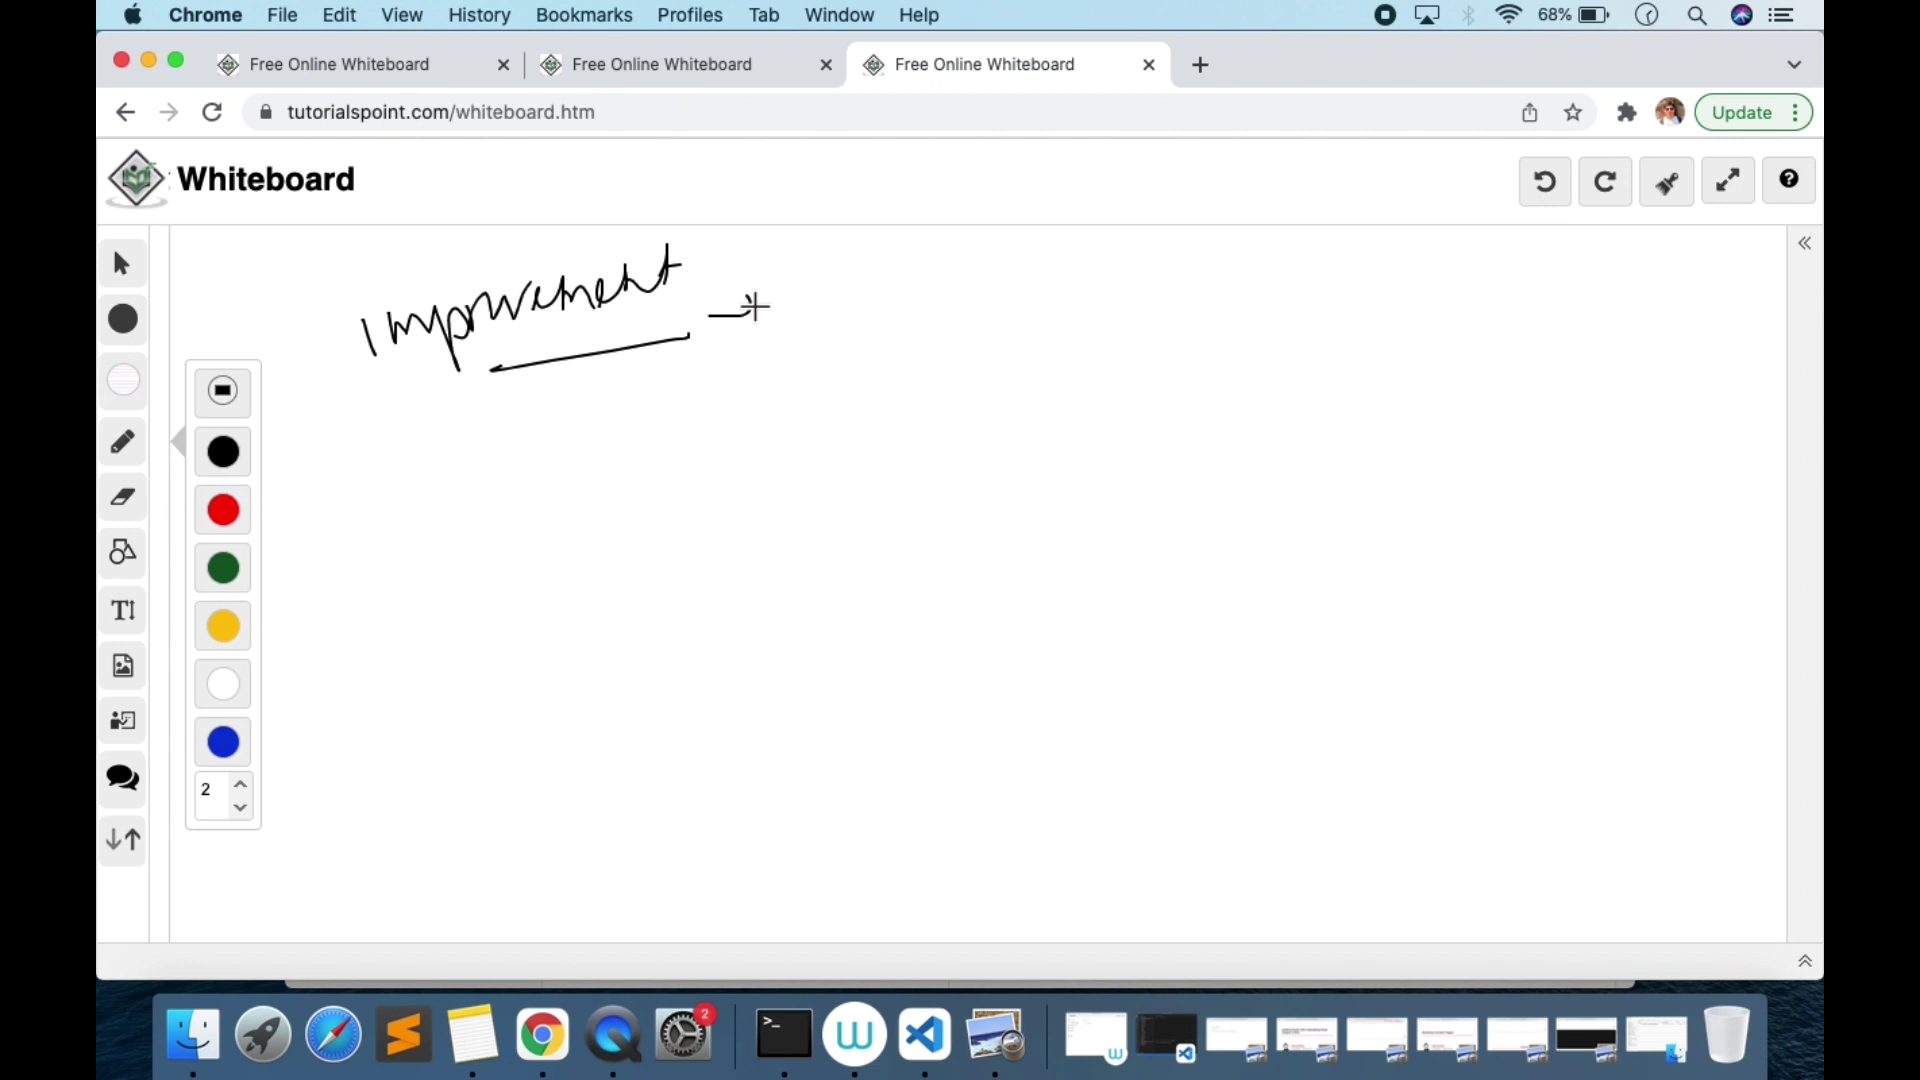 Chrome File Edit View History Bookmarks Profiles Tab Window Help 68%
Free Online Whiteboard Free Online Whiteboard Free Online Whiteboard
tutorialspoint.com/whiteboard.htm Update
Whiteboard
Improvement
2
2